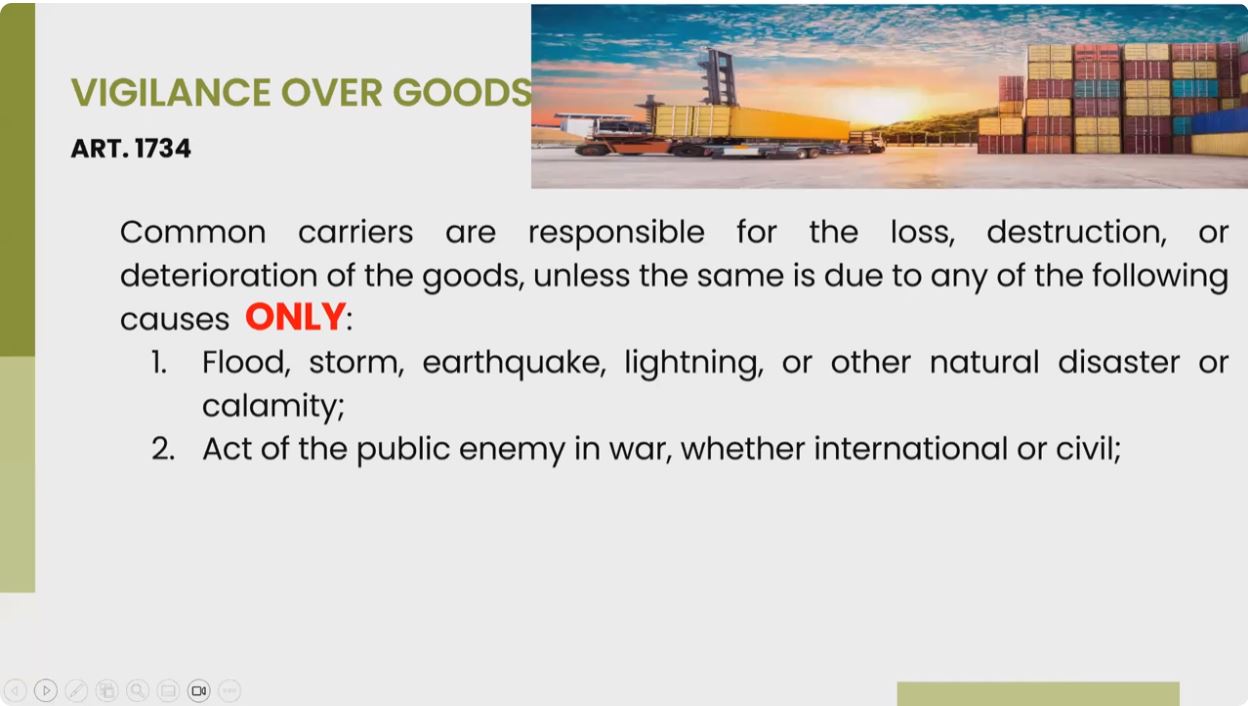 VIGILANCE OVER GOODS
ART. 1734
Common carriers are responsible for the loss, destruction, or
deterioration of the goods, unless the same is due to any of the following
causes ONLY:
1. Flood, storm, earthquake, lightning, or other natural disaster or
calamity;
2. Act of the public enemy in war, whether international or civil;